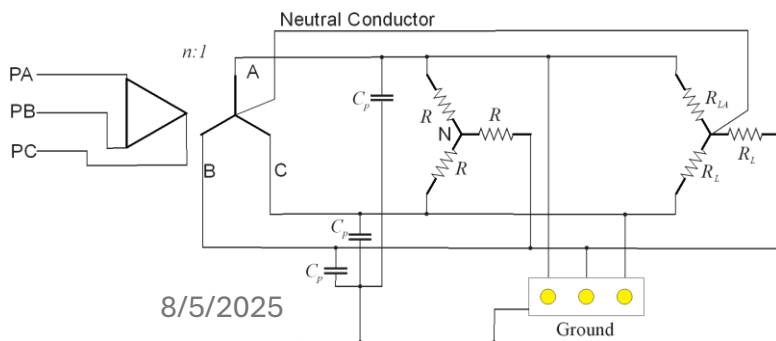 Neutral Conductor
n:1
PA
PB
PC
A
B
C
C_p
R
R
N
R
R_LA
R_L
R_L
C_p
C_p
8/5/2025
Ground